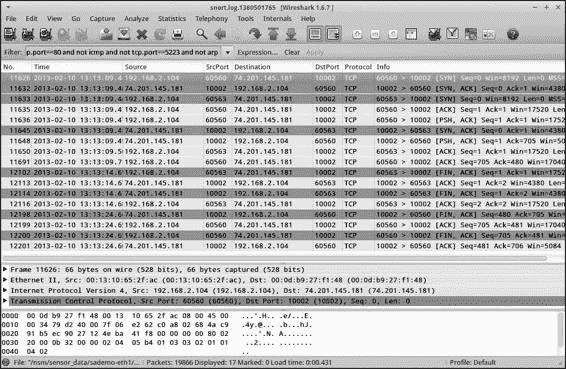 snort.log.1380501765 [Wireshark 1.6.7]
File Edit View Go Capture Analyze Statistics Telephony Tools Internals Help
Filter: p.port==80 and not icmp and not tcp.port==5223 and not arp Expression... Clear Apply
No. Time Source SrcPort Destination DstPort Protocol Info
11626 2013-02-10 13:13:09.4 192.168.2.104 60560 74.201.145.181 10002 TCP 60560 > 10002 [SYN] Seq=0 Win=8192 Len=0 MSS=
11632 2013-02-10 13:13:09.4 74.201.145.181 10002 192.168.2.104 60560 TCP 10002 > 60560 [SYN, ACK] Seq=0 Ack=1 Win=4380
11633 2013-02-10 13:13:09.4 192.168.2.104 60563 74.201.145.181 10002 TCP 60563 > 10002 [SYN] Seq=0 Win=8192 Len=0 MSS=
11635 2013-02-10 13:13:09.4 192.168.2.104 60560 74.201.145.181 10002 TCP 60560 > 10002 [ACK] Seq=1 Ack=1 Win=17520 Len
11636 2013-02-10 13:13:09.4 192.168.2.104 60560 74.201.145.181 10002 TCP 60560 > 10002 [PSH, ACK] Seq=1 Ack=1 Win=1752
11645 2013-02-10 13:13:09. 74.201.145.181 10002 192.168.2.104 60563 TCP 10002 > 60563 [SYN, ACK] Seq=0 Ack=1 Win=4380
11648 2013-02-10 13:13:09. 74.201.145.181 10002 192.168.2.104 60560 TCP 10002 > 60560 [PSH, ACK] Seq=1 Ack=705 Win=50
11650 2013-02-10 13:13:09. 192.168.2.104 60563 74.201.145.181 10002 TCP 60563 > 10002 [ACK] Seq=1 Ack=1 Win=17520 Len
11691 2013-02-10 13:13:09. 192.168.2.104 60560 74.201.145.181 10002 TCP 60560 > 10002 [ACK] Seq=705 Ack=480 Win=17040
12102 2013-02-10 13:13:14. 192.168.2.104 60563 74.201.145.181 10002 TCP 60563 > 10002 [FIN, ACK] Seq=1 Ack=1 Win=1752
12113 2013-02-10 13:13:14. 74.201.145.181 10002 192.168.2.104 60563 TCP 10002 > 60563 [ACK] Seq=1 Ack=2 Win=4380 Len
12114 2013-02-10 13:13:14. 74.201.145.181 10002 192.168.2.104 60563 TCP 10002 > 60563 [FIN, ACK] Seq=1 Ack=2 Win=4380
12116 2013-02-10 13:13:14. 192.168.2.104 60563 74.201.145.181 10002 TCP 60563 > 10002 [ACK] Seq=2 Ack=2 Win=17520 Len
12198 2013-02-10 13:13:24. 74.201.145.181 10002 192.168.2.104 60560 TCP 10002 > 60560 [FIN, ACK] Seq=480 Ack=705 Win=
12199 2013-02-10 13:13:24. 192.168.2.104 60560 74.201.145.181 10002 TCP 60560 > 10002 [ACK] Seq=705 Ack=481 Win=17040
12200 2013-02-10 13:13:24. 192.168.2.104 60560 74.201.145.181 10002 TCP 60560 > 10002 [FIN, ACK] Seq=705 Ack=481 Win=
12201 2013-02-10 13:13:24. 74.201.145.181 10002 192.168.2.104 60560 TCP 10002 > 60560 [ACK] Seq=481 Ack=706 Win=5084
Frame 11626: 66 bytes on wire (528 bits), 66 bytes captured (528 bits)
Ethernet II, Src: 00:13:10:65:2f:ac (00:13:10:65:2f:ac), Dst: 00:0d:b9:27:f1:48 (00:0d:b9:27:f1:48)
Internet Protocol Version 4, Src: 192.168.2.104 (192.168.2.104), Dst: 74.201.145.181 (74.201.145.181)
Transmission Control Protocol, Src Port: 60560 (60560), Dst Port: 10002 (10002), Seq: 0, Len: 0
0000 00 0d b9 27 f1 48 00 13 10 65 2f ac 08 00 45 00 ...'.H.. .e/...E.
0010 00 34 79 d2 40 00 7f 06 e2 62 c0 a8 02 68 4a c9 .4y.@... .b...hJ.
0020 91 b5 ec 90 27 12 4e ba 41 f8 00 00 00 00 80 02 ....'.N. A.......
0030 20 00 0b 32 00 00 02 04 05 b4 01 03 03 02 01 01 ..2.... ........
0040 04 02 ..
File: "/nsm/sensor_data/sademo-eth1/... Packets: 19866 Displayed: 17 Marked: 0 Load time: 0:00.431 Profile: Default